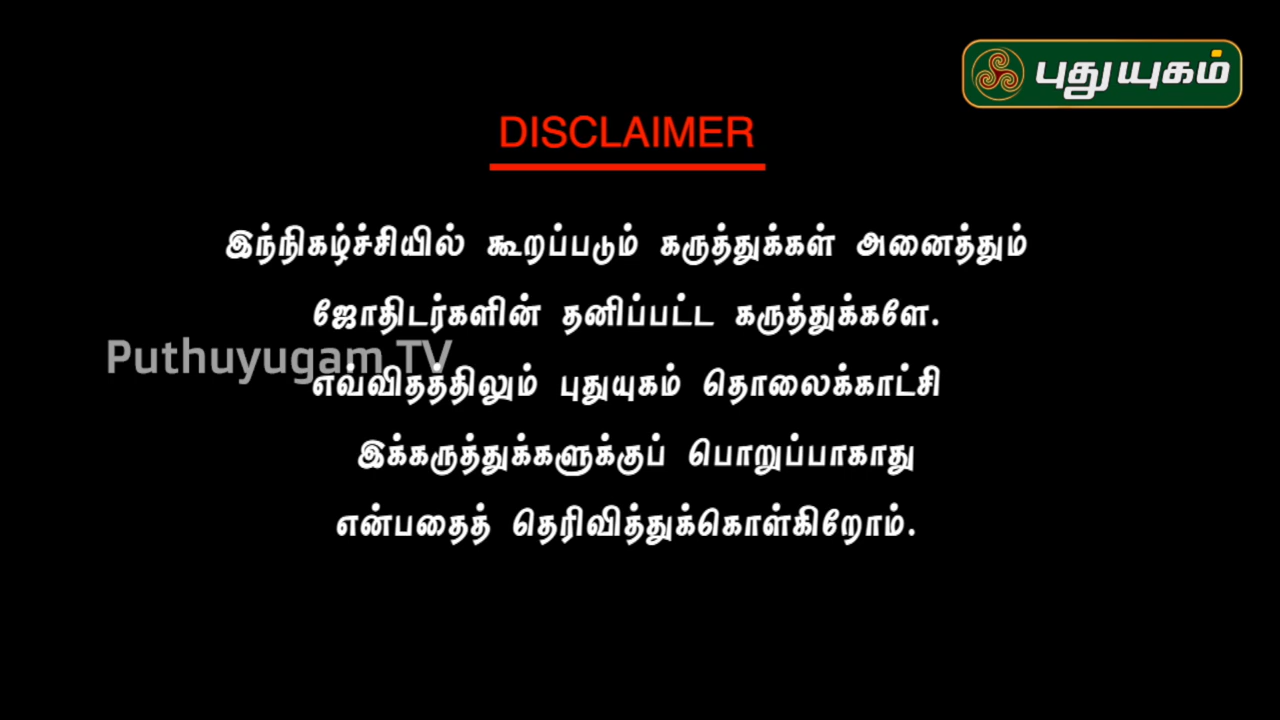 புதுயுகம்
DISCLAIMER
இந்நிகழ்ச்சியில் கூறப்படும் கருத்துக்கள் அனைத்தும்
ஜோதிடர்களின் தனிப்பட்ட கருத்துக்களே.
Puthuyugam TV
எவ்விதத்திலும் புதுயுகம் தொலைக்காட்சி
இக்கருத்துக்களுக்குப் பொறுப்பாகாது
என்பதைத் தெரிவித்துக்கொள்கிறோம்.